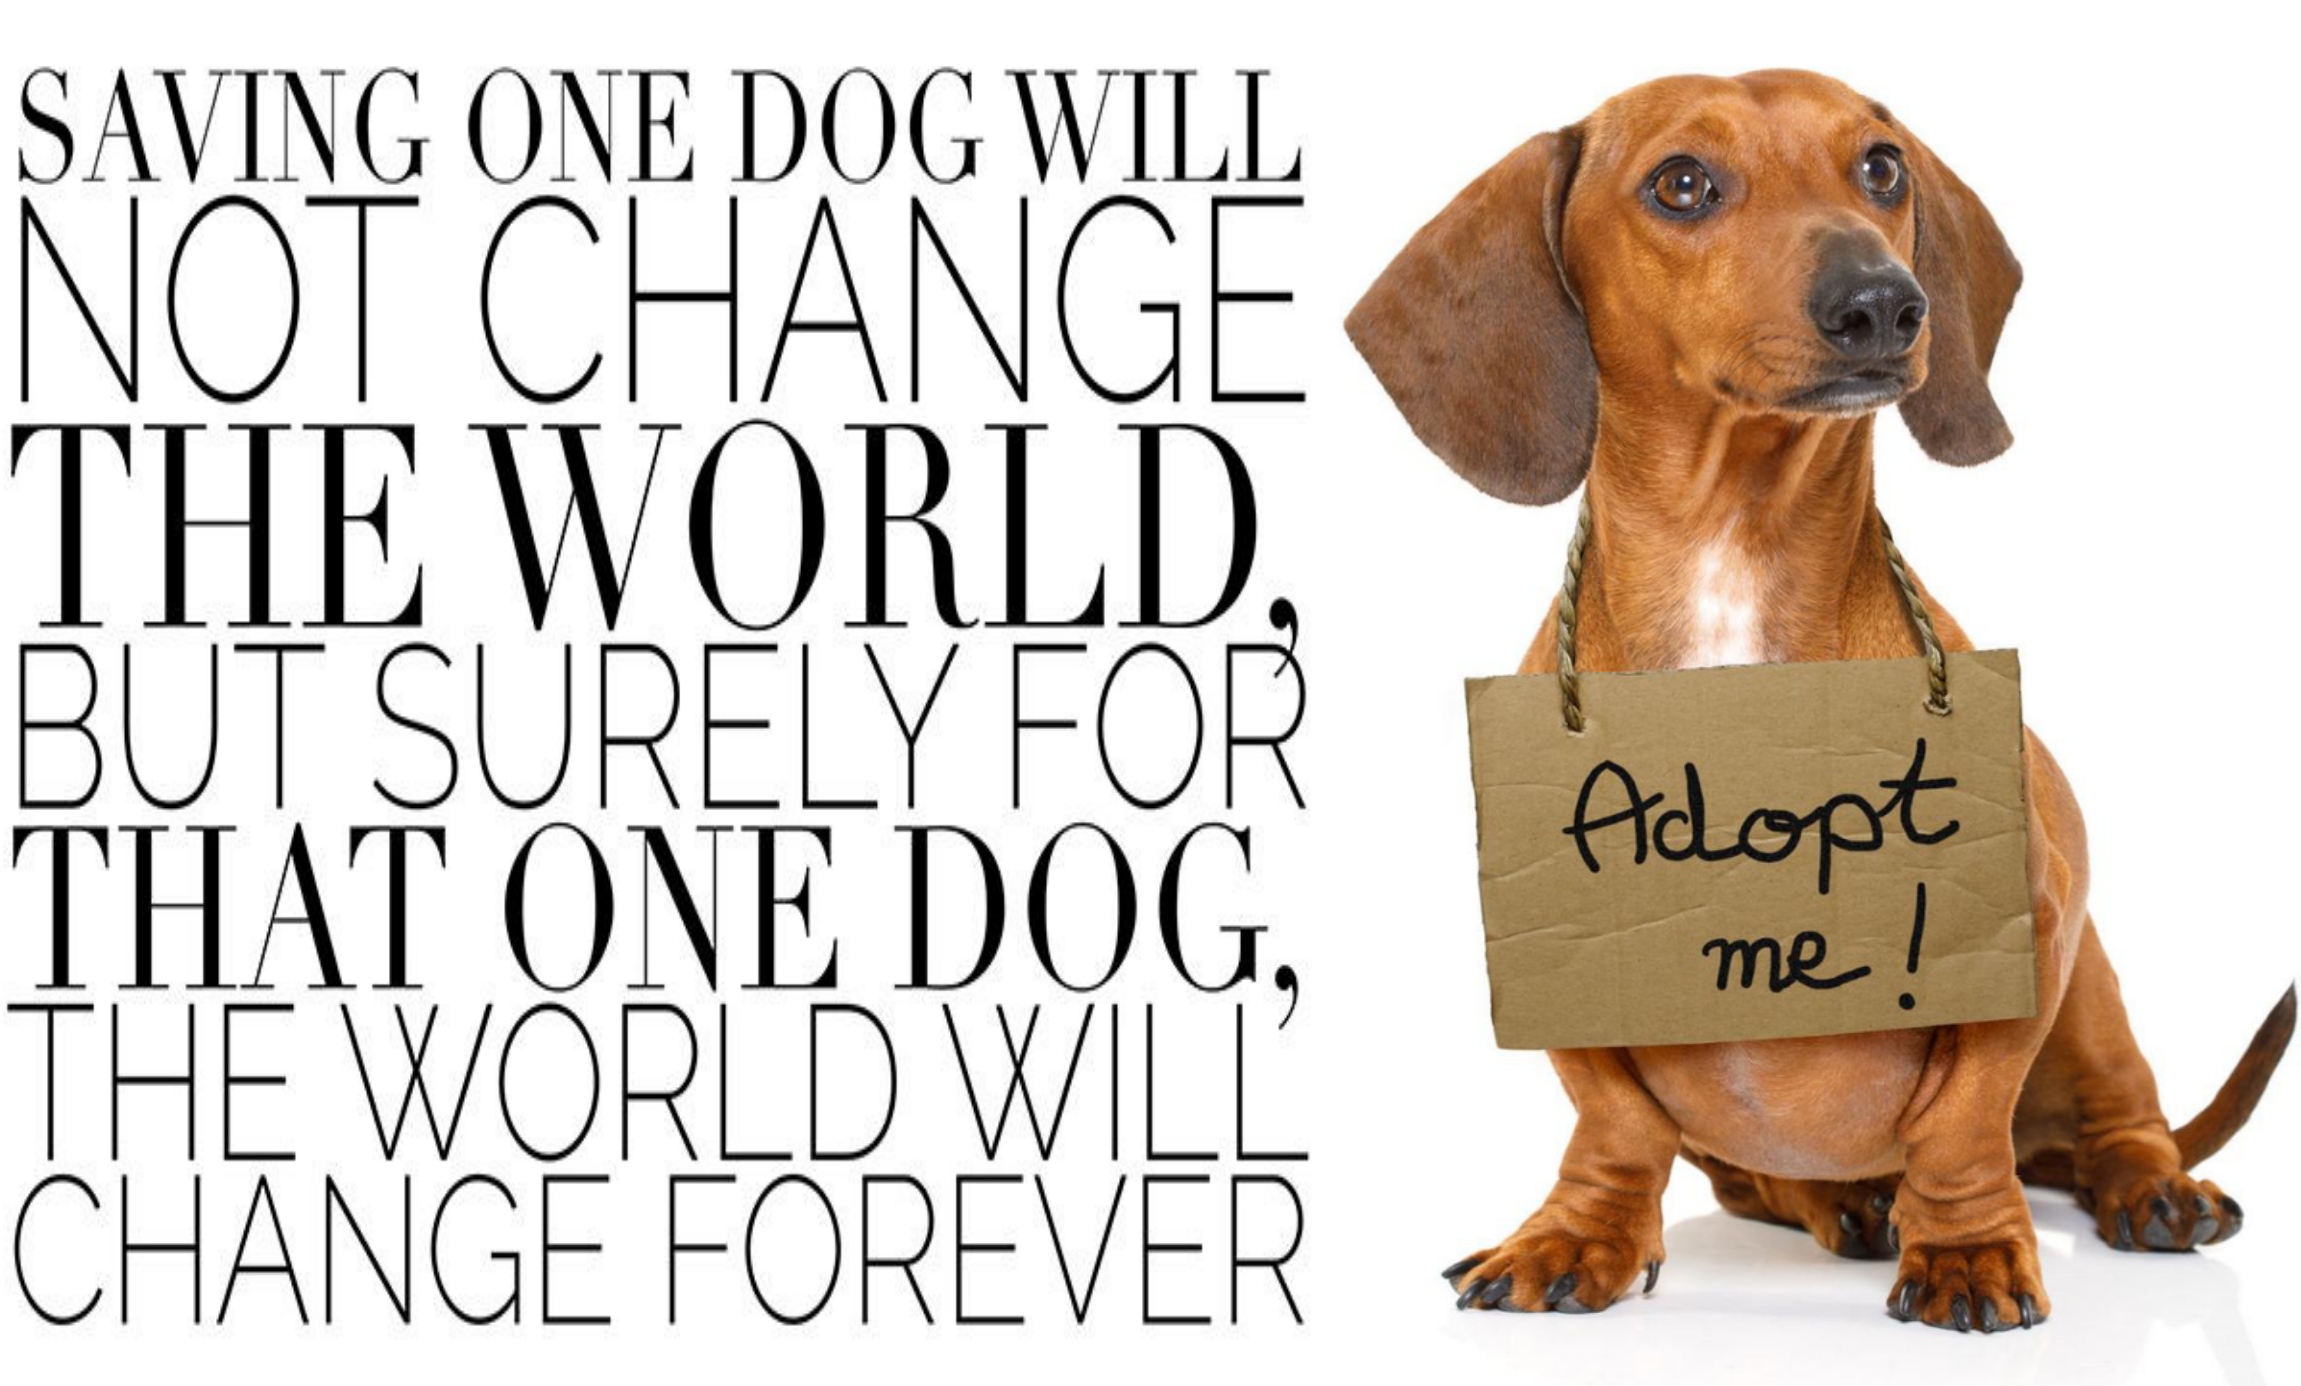 SAVING ONE DOG WILL
NOT CHANGE
THE WORLD,
BUT SURELY FOR
THAT ONE DOG,
THE WORLD WILL
CHANGE FOREVER
Adopt
me!